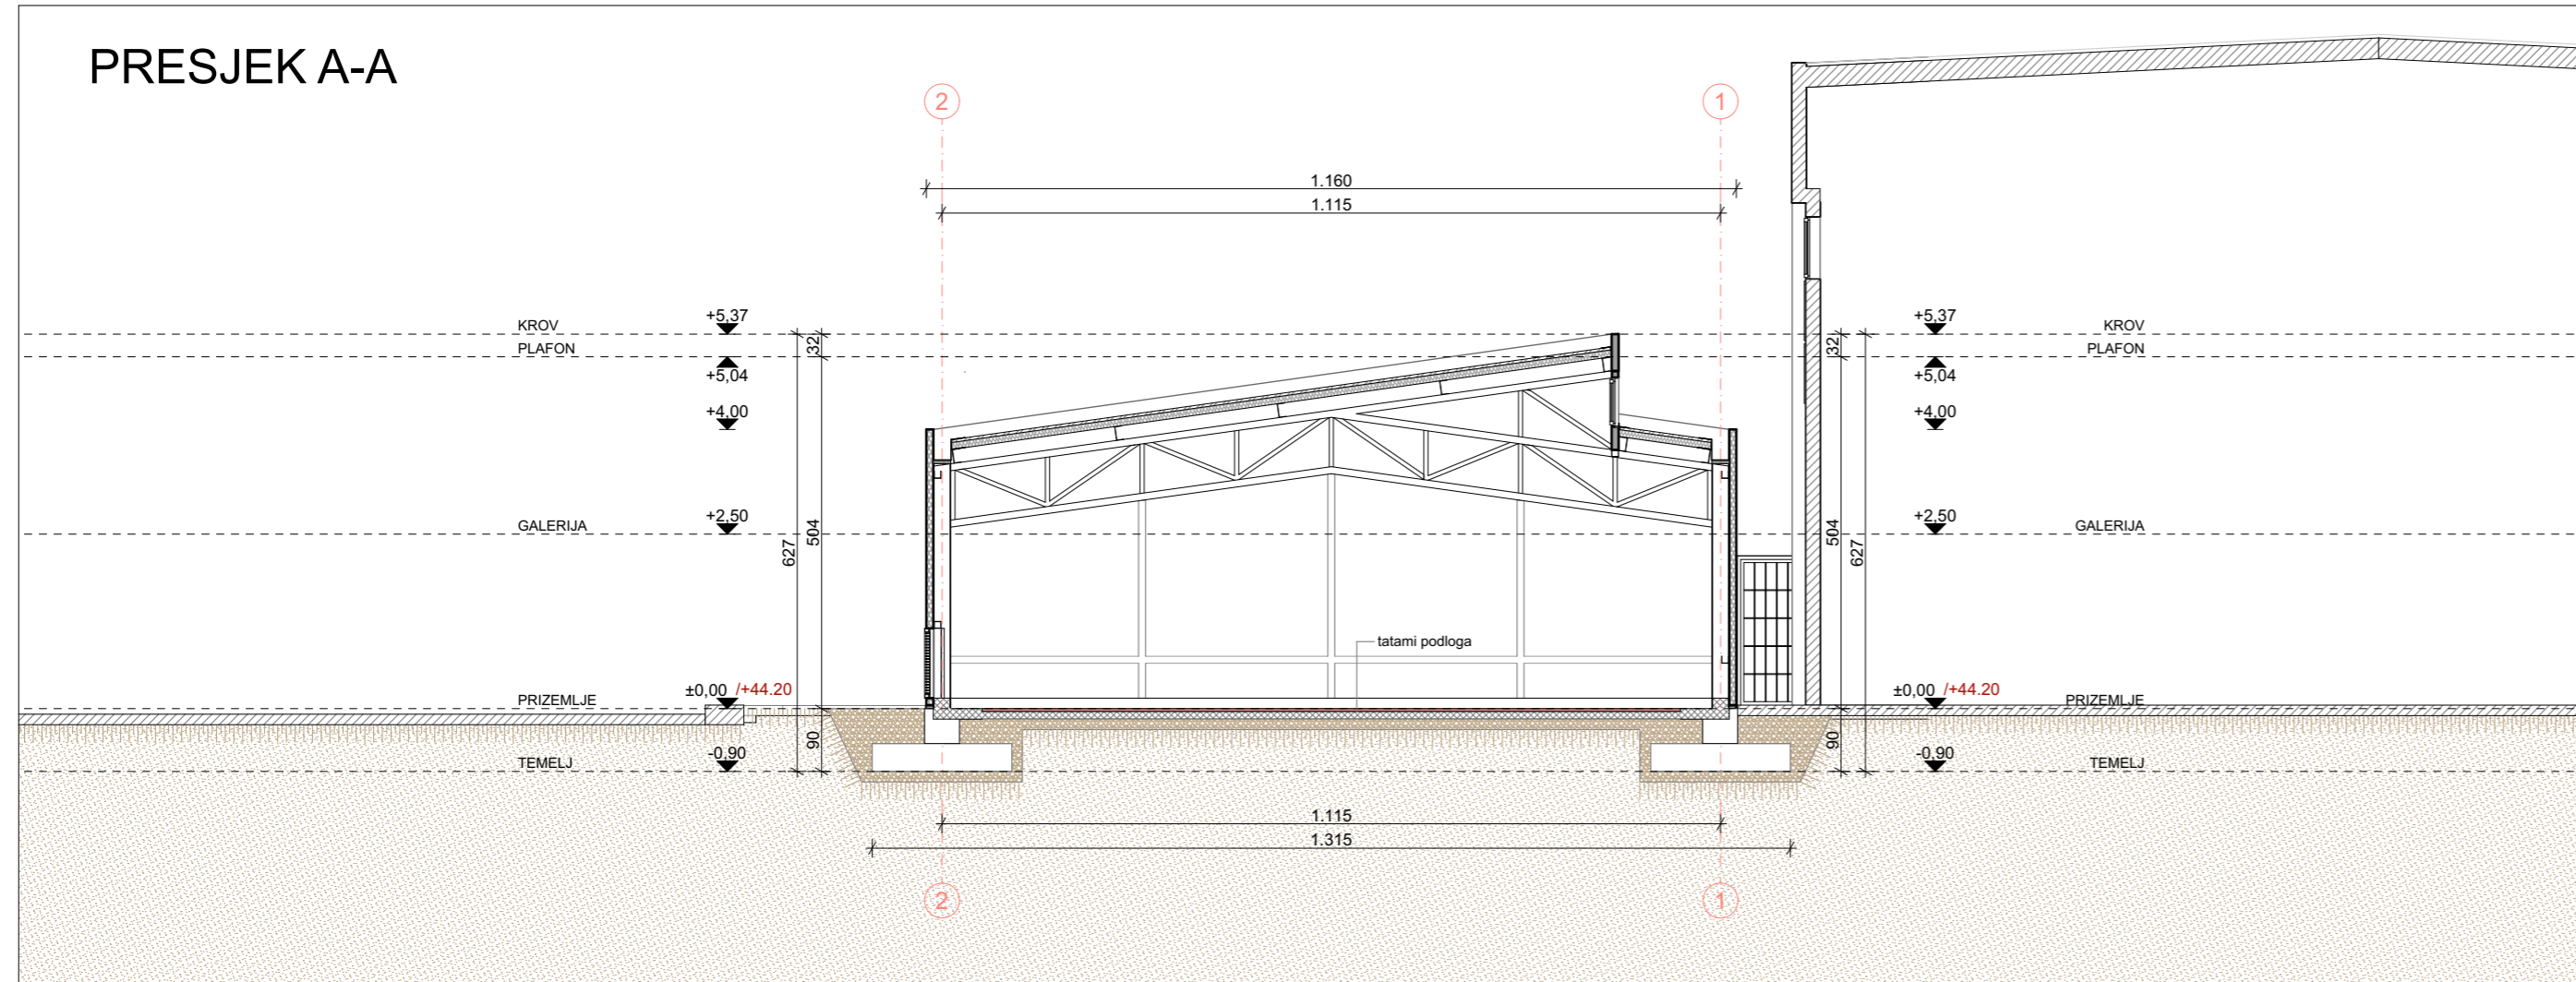 PRESJEK A-A
2
1
1.160
1.115
KROV
+5,37
32
32
+5,37
KROV
PLAFON
+5,04
+5,04
PLAFON
+4,00
+4,00
GALERIJA
+2,50
504
627
504
627
+2,50
GALERIJA
tatami podloga
PRIZEMLJE
±0,00 /+44.20
±0,00 /+44.20
PRIZEMLJE
TEMELJ
-0,90
90
90
-0,90
TEMELJ
1.115
1.315
2
1